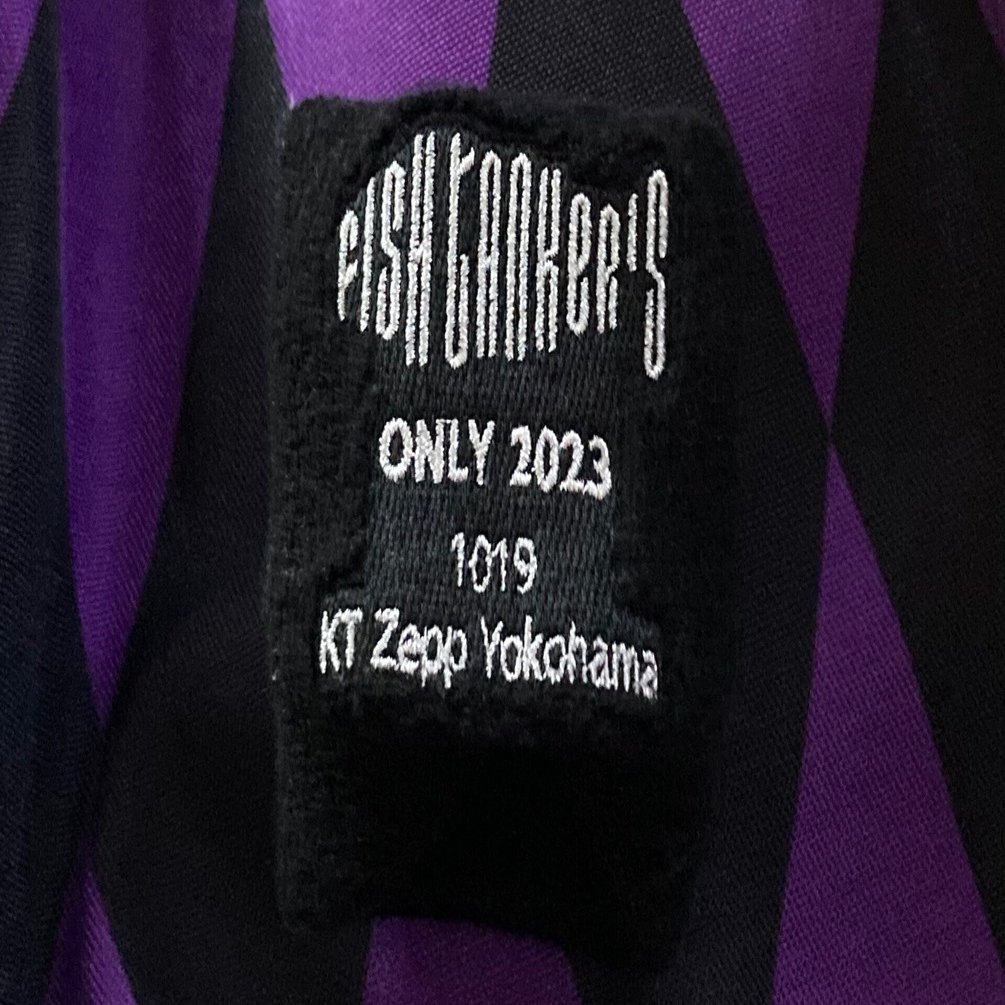 FISH TANKER'S
ONLY 2023
1019
KT Zepp Yokohama